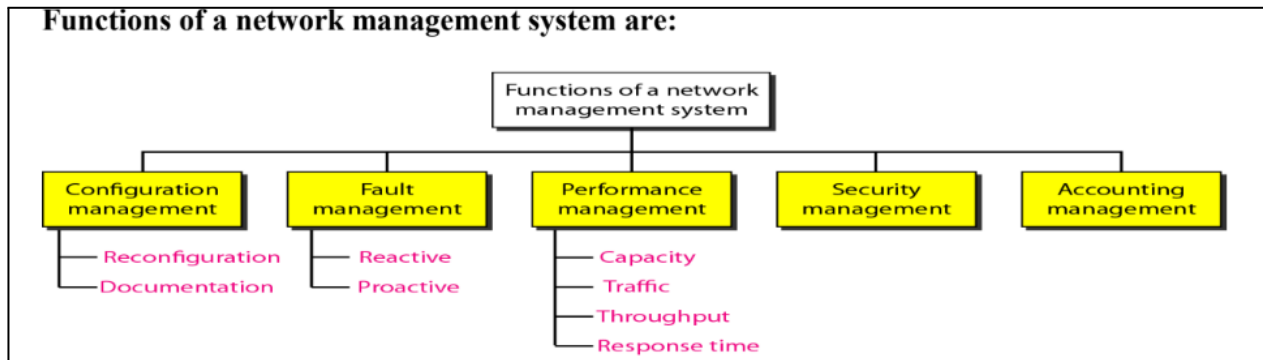 Functions of a network management system are:
Functions of a network
management system
Configuration
management
Fault
management
Performance
management
Security
management
Accounting
management
Reconfiguration
Documentation
Reactive
Proactive
Capacity
Traffic
Throughput
Response time